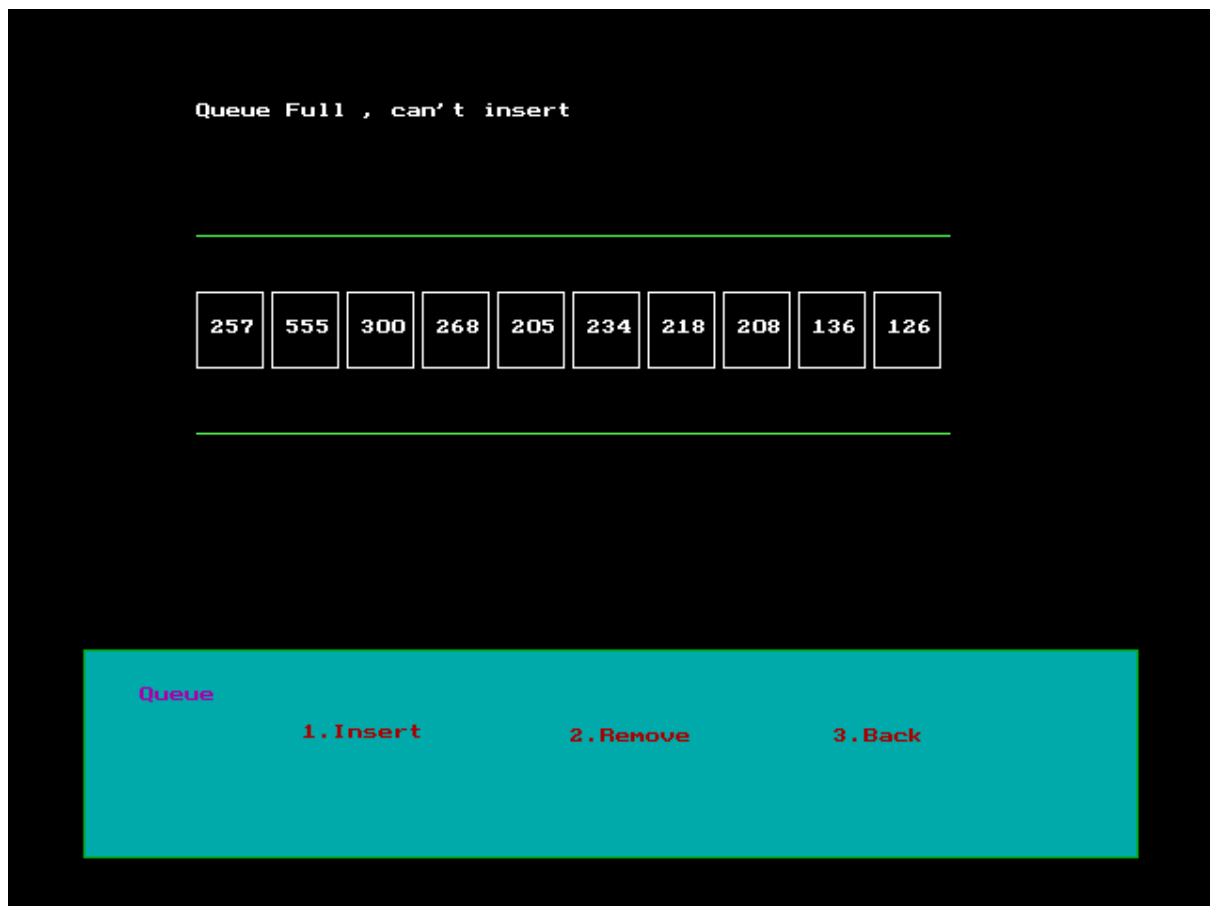 Queue Full , can't insert
257 555 300 268 205 234 218 208 136 126
Queue
1.Insert 2.Remove 3.Back